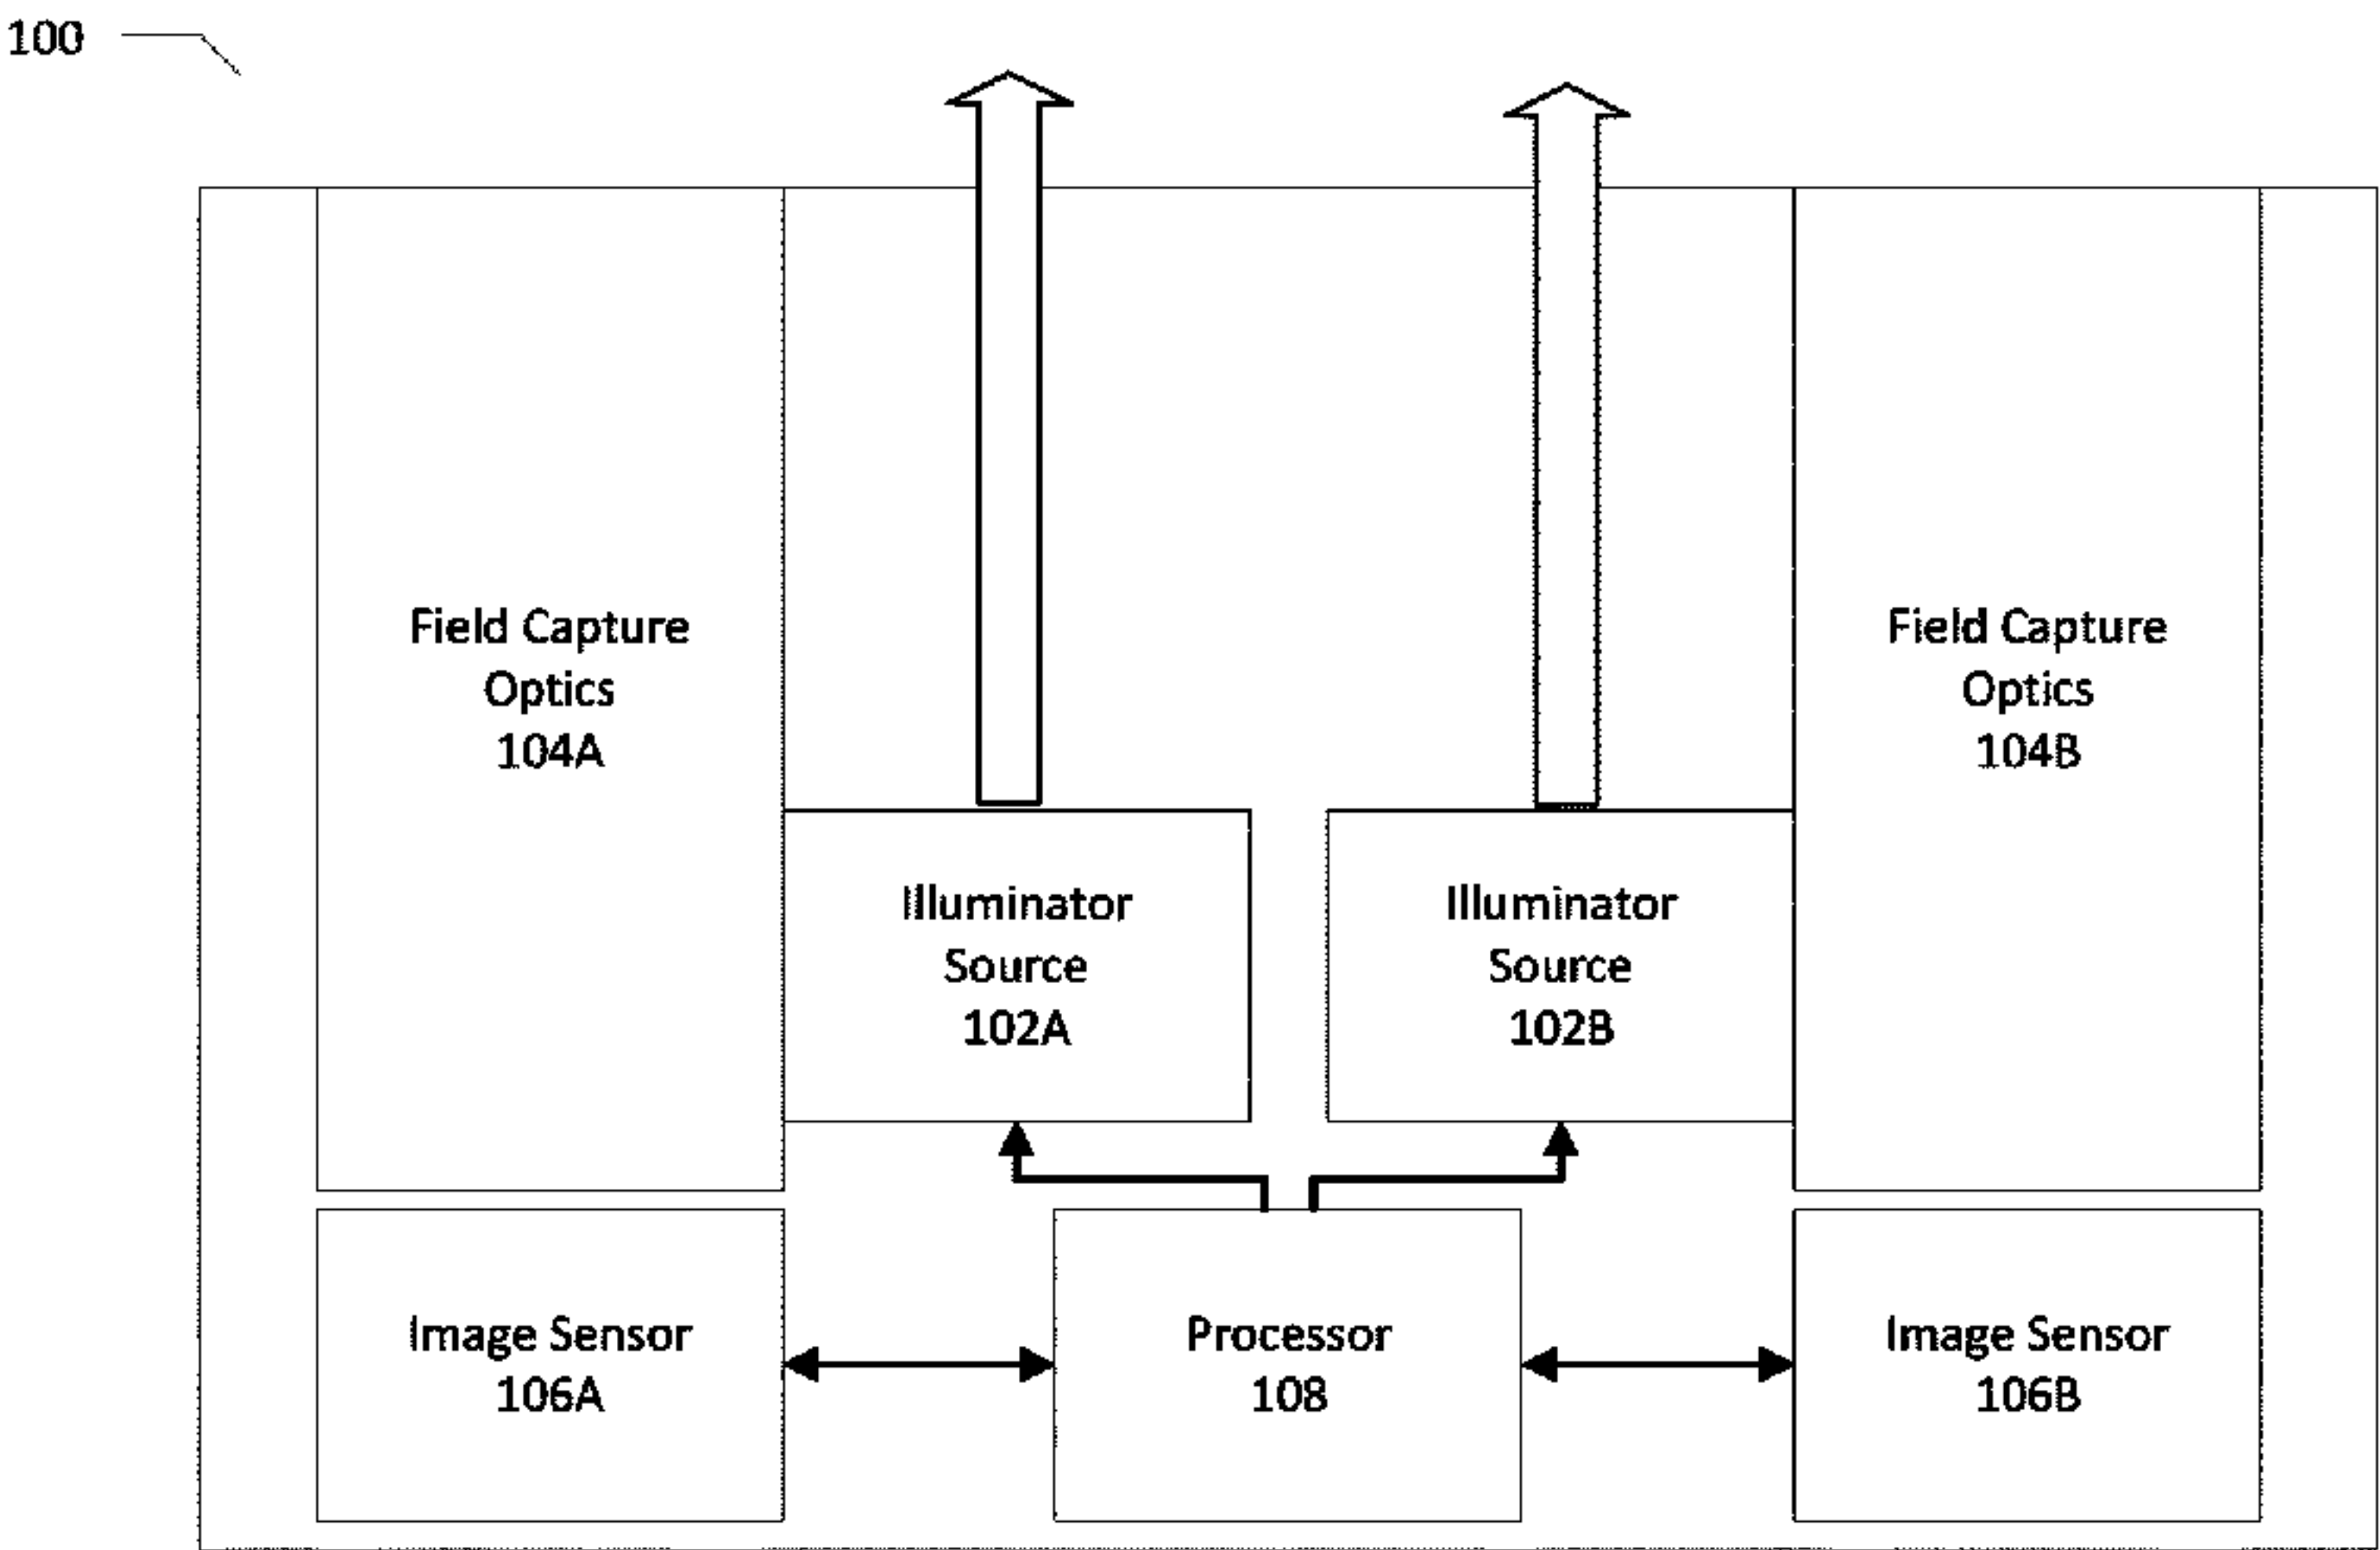 100
Field Capture
Optics
104A
Field Capture
Optics
104B
Illuminator
Source
102A
Illuminator
Source
102B
Image Sensor
106A
Processor
108
Image Sensor
106B